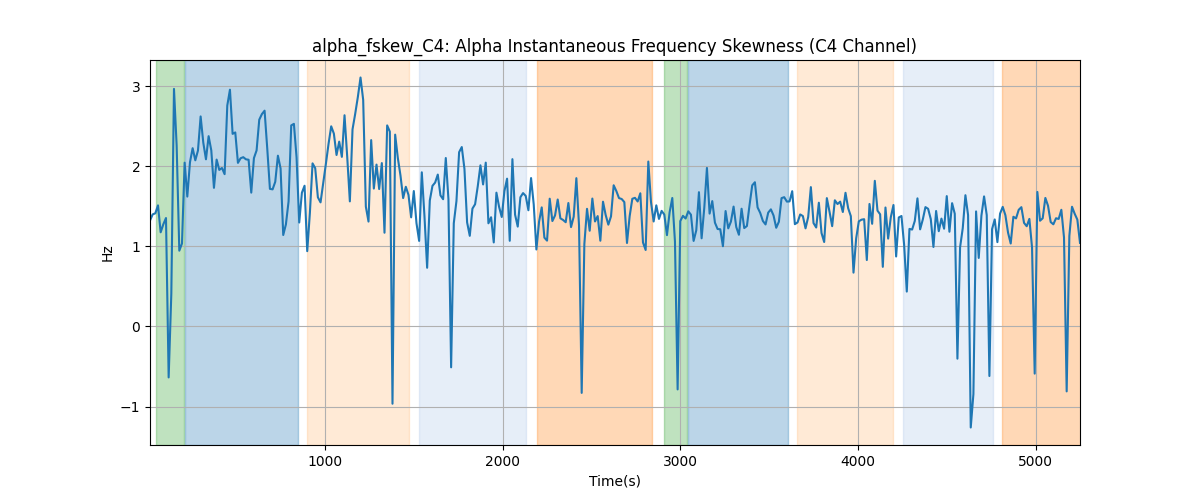 alpha_fskew_C4: Alpha Instantaneous Frequency Skewness (C4 Channel)
3
2
1
0
−1
Hz
1000 2000 3000 4000 5000
Time(s)